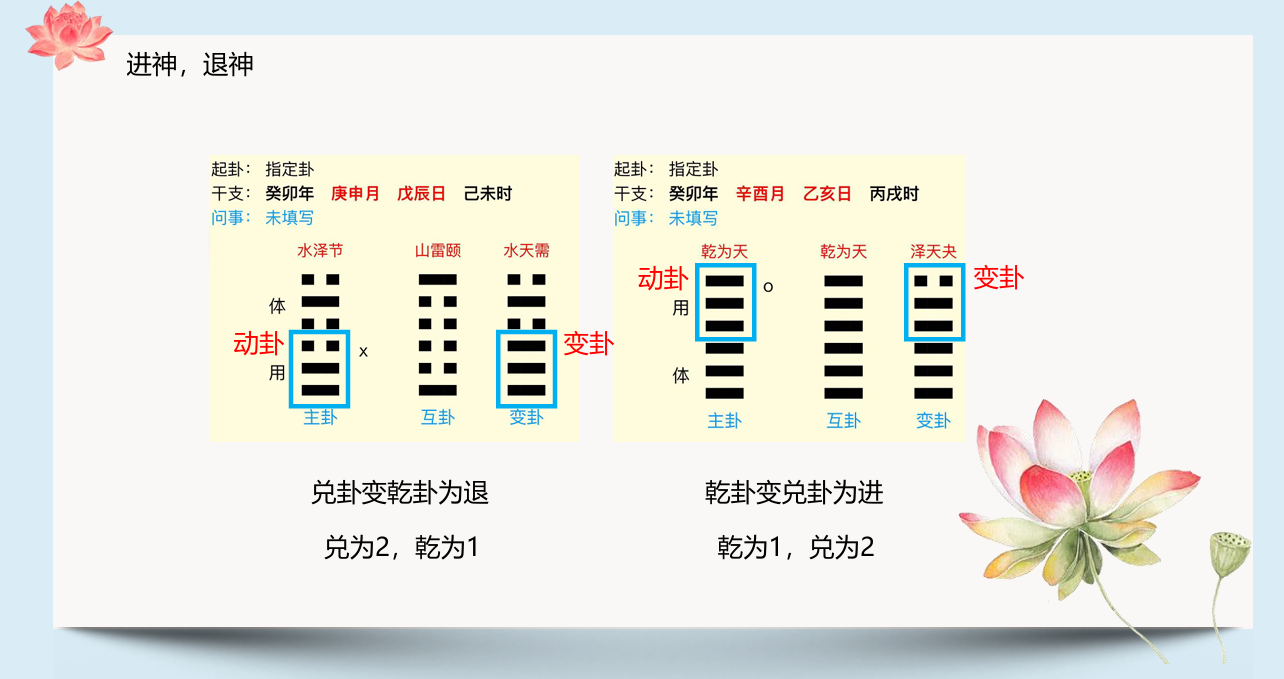 进神，退神
起卦： 指定卦
干支： 癸卯年 庚申月 戊辰日 己未时
问事： 未填写
水泽节 山雷颐 水天需
体
动卦
变卦
x
用
主卦 互卦 变卦
兑卦变乾卦为退
兑为2，乾为1
起卦： 指定卦
干支： 癸卯年 辛酉月 乙亥日 丙戌时
问事： 未填写
乾为天 乾为天 泽天夬
动卦
变卦
o
用
体
主卦 互卦 变卦
乾卦变兑卦为进
乾为1，兑为2